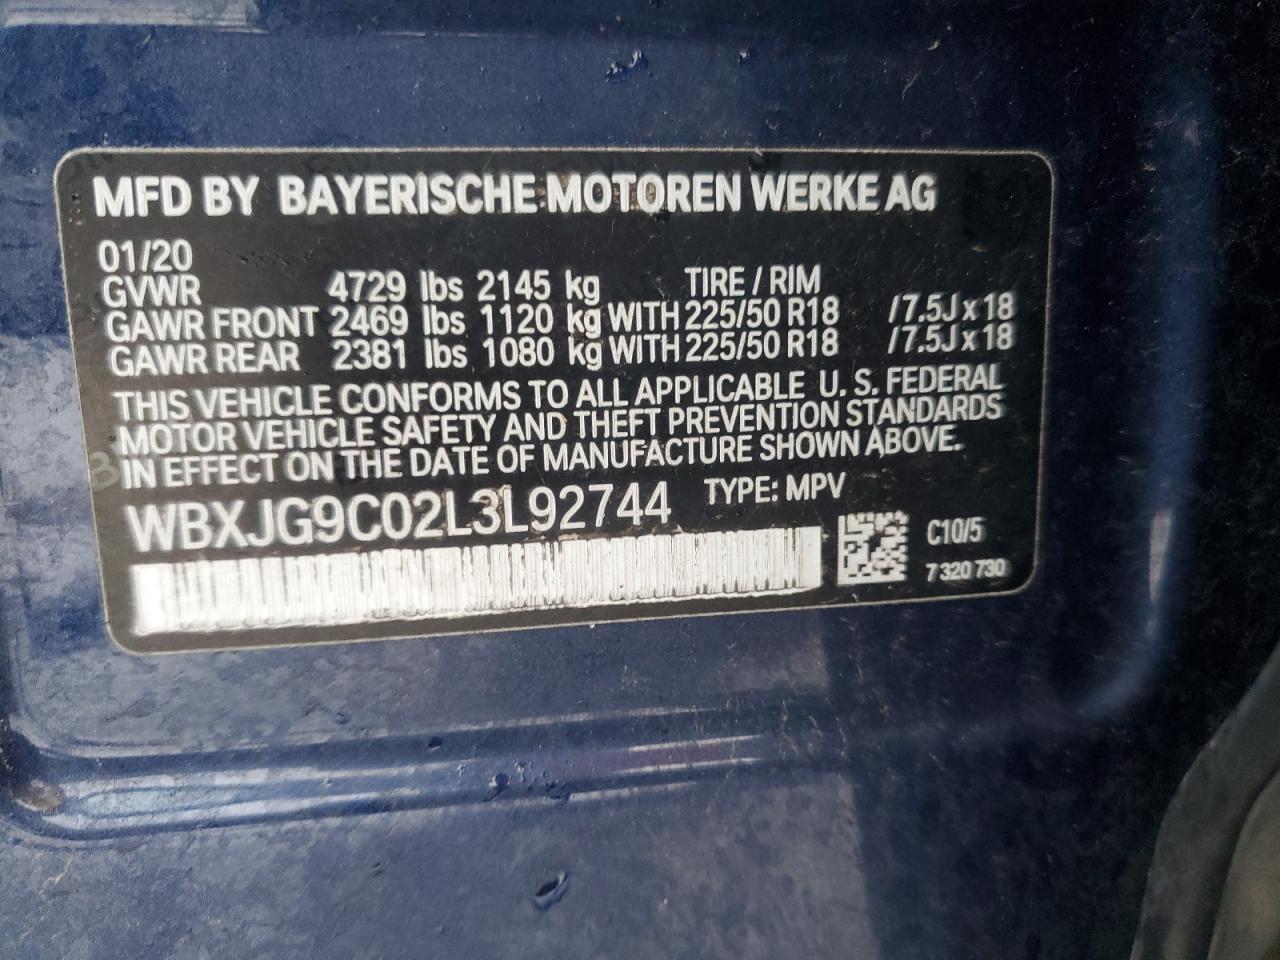 MFD BY BAYERISCHE MOTOREN WERKE AG
01/20
GVWR 4729 lbs 2145 kg TIRE / RIM
GAWR FRONT 2469 lbs 1120 kg WITH 225/50 R18 /7.5J x 18
GAWR REAR 2381 lbs 1080 kg WITH 225/50 R18 /7.5J x 18
THIS VEHICLE CONFORMS TO ALL APPLICABLE U. S. FEDERAL
MOTOR VEHICLE SAFETY AND THEFT PREVENTION STANDARDS
IN EFFECT ON THE DATE OF MANUFACTURE SHOWN ABOVE.
WBXJG9C02L3L92744 TYPE: MPV
C10/5
7 320 730